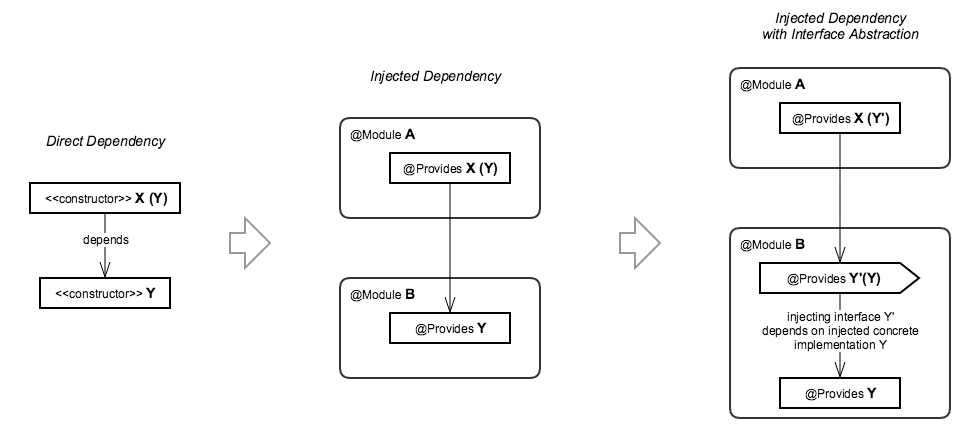 Direct Dependency
<<constructor>> X (Y)
depends
<<constructor>> Y
Injected Dependency
@Module A
@Provides X (Y)
@Module B
@Provides Y
Injected Dependency
with Interface Abstraction
@Module A
@Provides X (Y')
@Module B
@Provides Y'(Y)
injecting interface Y'
depends on injected concrete
implementation Y
@Provides Y